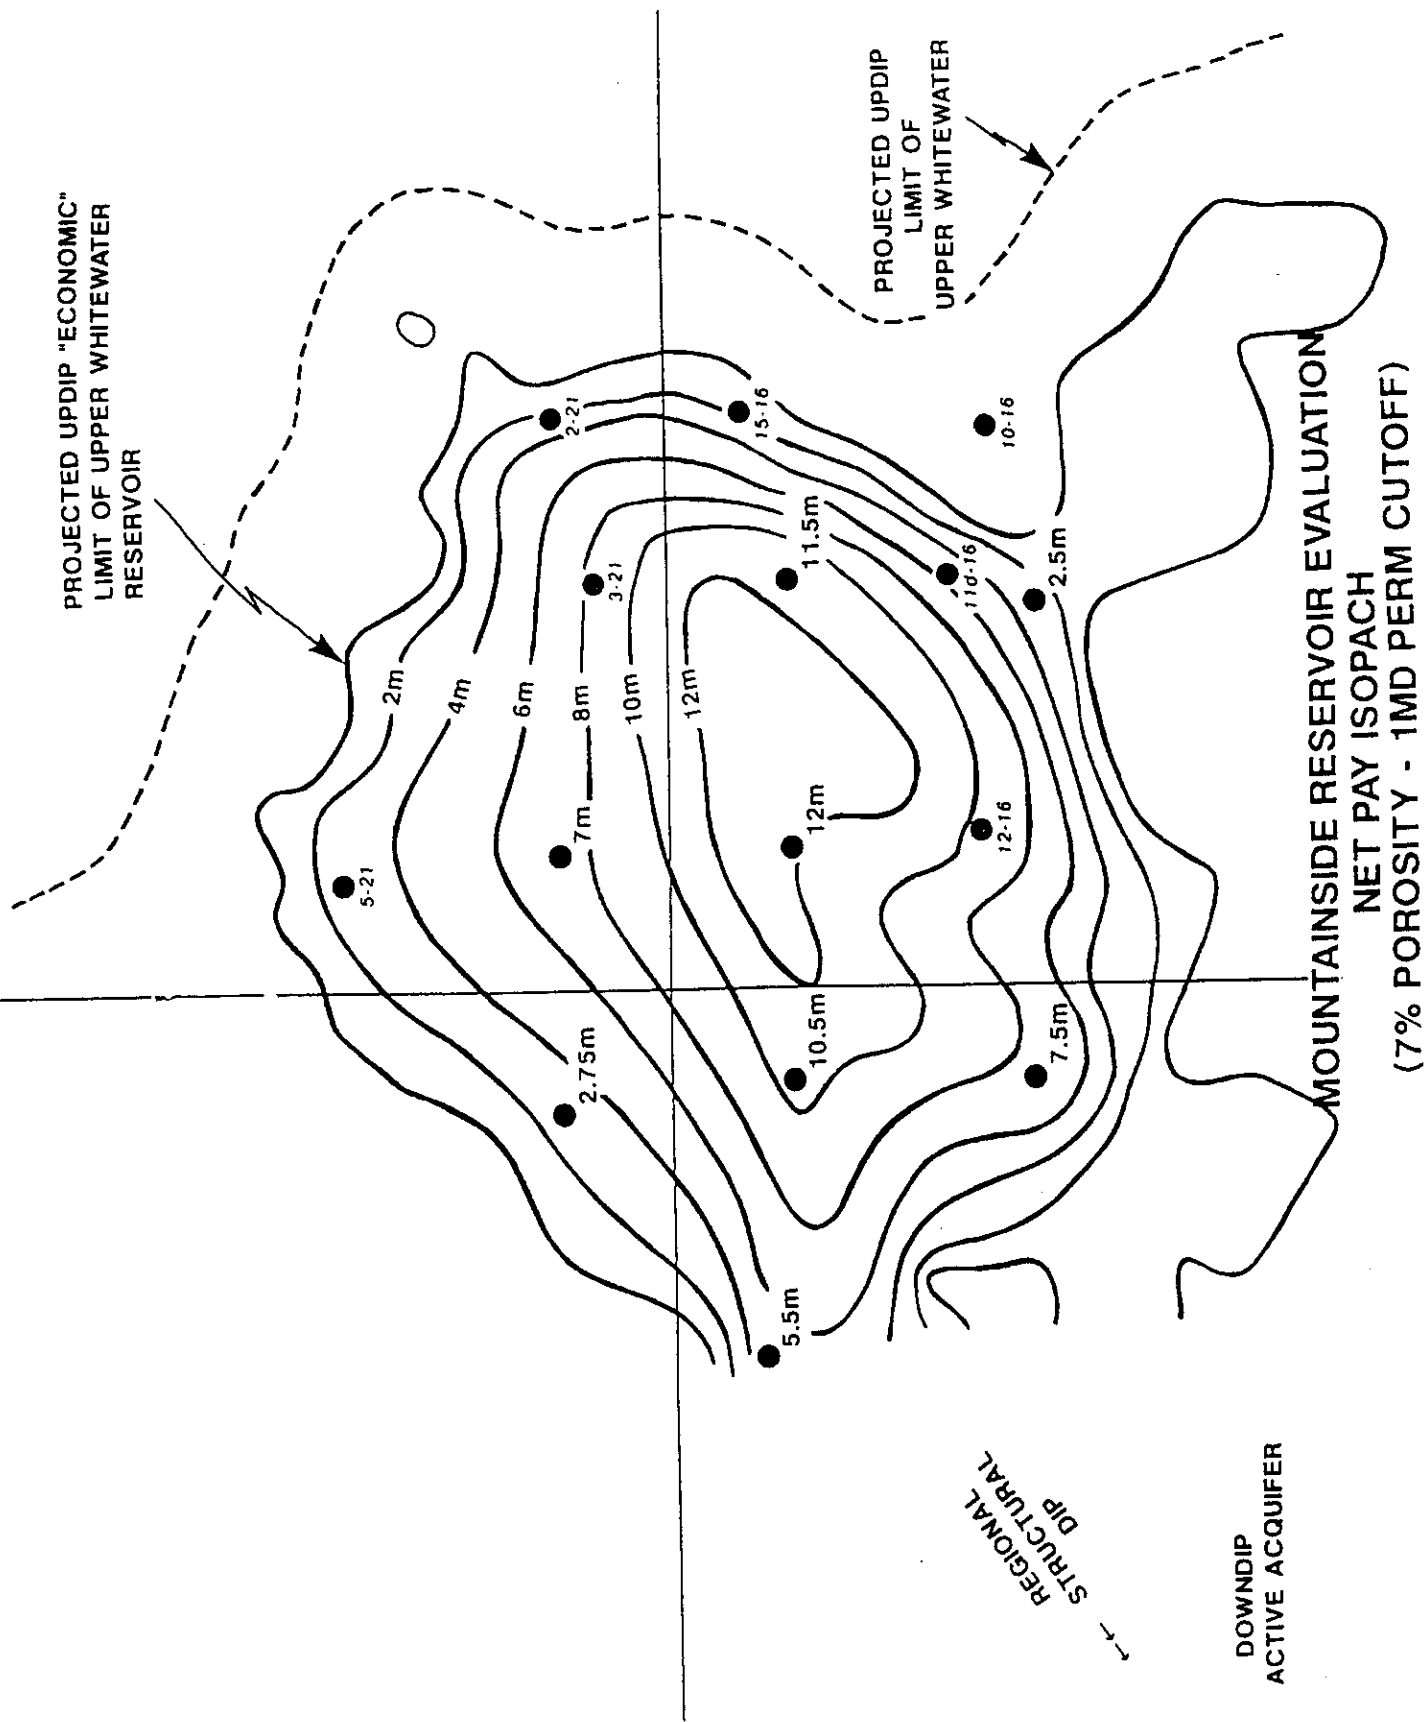 PROJECTED UPDIP "ECONOMIC"
LIMIT OF UPPER WHITEWATER
RESERVOIR
PROJECTED UPDIP
LIMIT OF
UPPER WHITEWATER
2m
4m
6m
8m
10m
12m
5-21
7m
3-21
2-21
15-16
10-16
11.5m
11d-16
2.5m
12m
12-16
2.75m
10.5m
7.5m
5.5m
REGIONAL
STRUCTURAL
DIP
DOWNDIP
ACTIVE ACQUIFER
MOUNTAINSIDE RESERVOIR EVALUATION
NET PAY ISOPACH
(7% POROSITY - 1MD PERM CUTOFF)